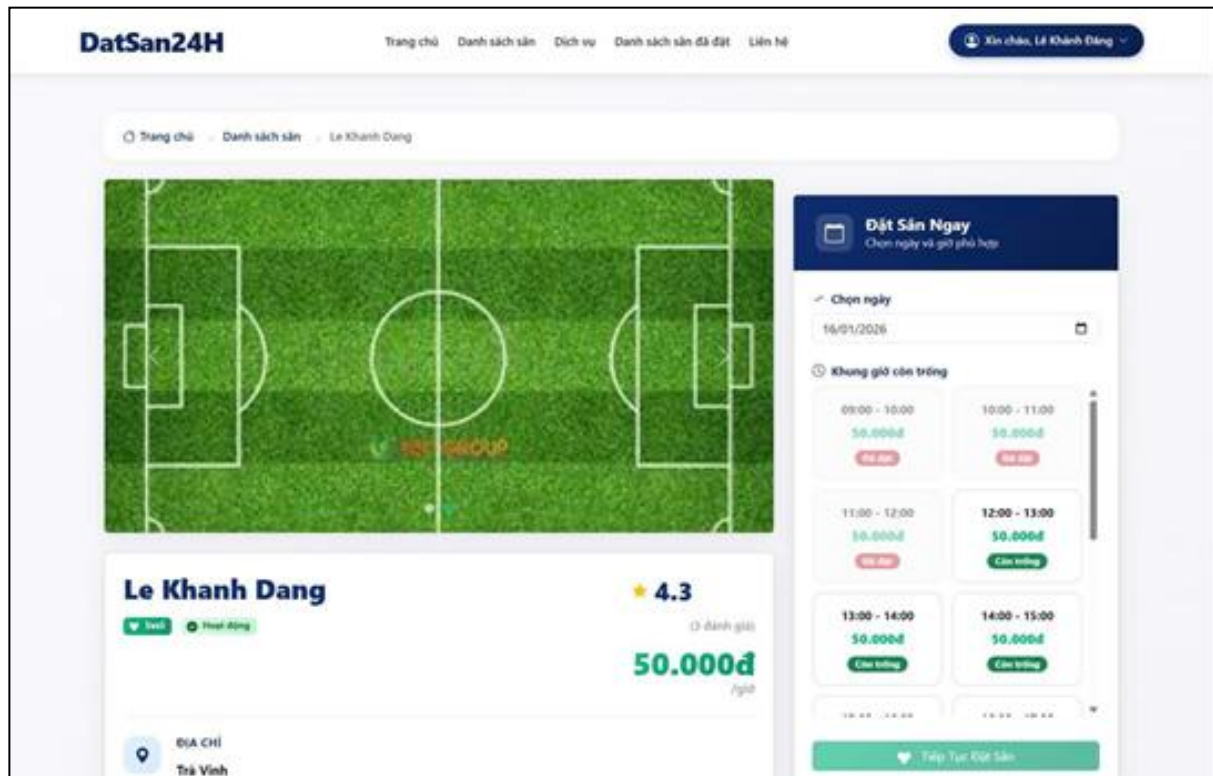 DatSan24H
Trang chủ Danh sách sân Dịch vụ Danh sách sân đã đặt Liên hệ
Xin chào, Lê Khánh Đăng
Trang chủ Danh sách sân Le Khanh Dang
GROUP
Đặt Sân Ngay
Chọn ngày và giờ phù hợp
Chọn ngày
16/01/2026
Khung giờ còn trống
09:00 - 10:00 10:00 - 11:00
50.000đ 50.000đ
Đã đặt Đã đặt
11:00 - 12:00 12:00 - 13:00
50.000đ 50.000đ
Đã đặt Còn trống
13:00 - 14:00 14:00 - 15:00
50.000đ 50.000đ
Còn trống Còn trống
Tiếp Tục Đặt Sân
Le Khanh Dang
4.3
5v5 Hoạt động
(3 đánh giá)
50.000đ
/giờ
ĐỊA CHỈ
Trà Vinh